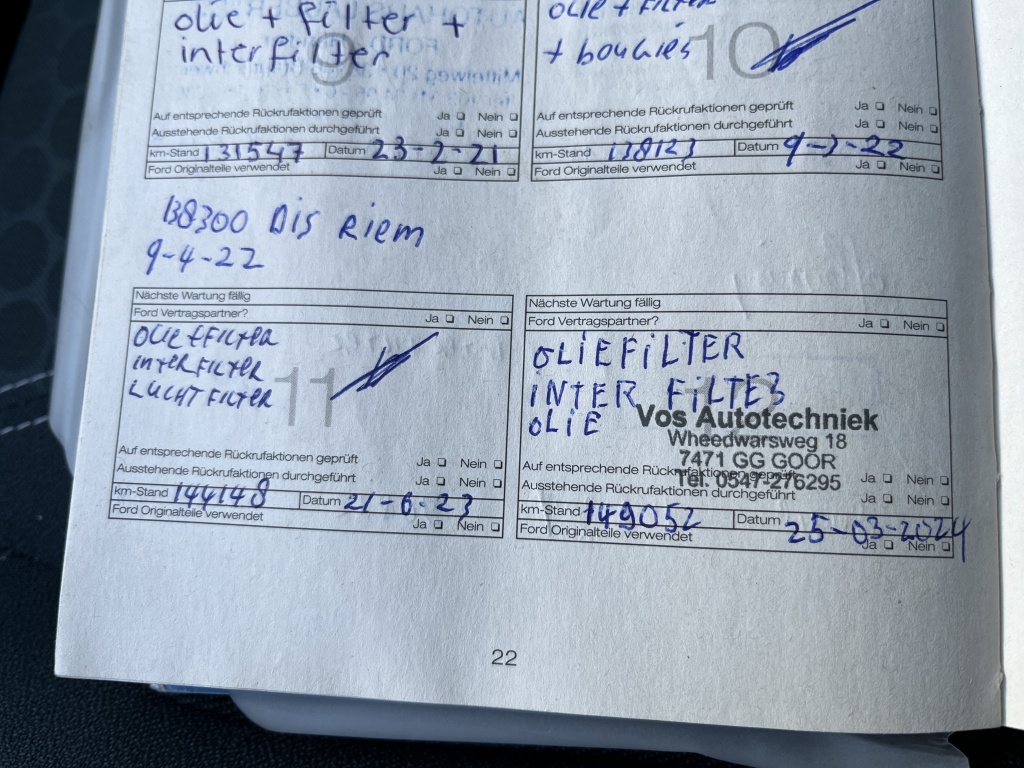 olie + filter +
interfilter
9
Auf entsprechende Rückrufaktionen geprüft Ja Nein
Ausstehende Rückrufaktionen durchgeführt Ja Nein
km-Stand 131547 Datum 23-2-21
Ford Originalteile verwendet Ja Nein
OLIE + FILTER
+ bougies
10
Auf entsprechende Rückrufaktionen geprüft Ja Nein
Ausstehende Rückrufaktionen durchgeführt Ja Nein
km-Stand 138123 Datum
Ford Originalteile verwendet Ja Nein
138300 Dis Riem
9-4-22
Nächste Wartung fällig
Ford Vertragspartner? Ja Nein
OLIE + FILTER
INTERFILTER
LUCHTFILTER
11
Auf entsprechende Rückrufaktionen geprüft Ja Nein
Ausstehende Rückrufaktionen durchgeführt Ja Nein
km-Stand 144148 Datum 21-6-23
Ford Originalteile verwendet Ja Nein
Nächste Wartung fällig
Ford Vertragspartner? Ja Nein
OLIEFILTER
INTER FILTER
OLIE
Vos Autotechniek
Wheedwarsweg 18
7471 GG GOOR
Tel. 0547-276295
Auf entsprechende Rückrufaktionen geprüft Ja Nein
Ausstehende Rückrufaktionen durchgeführt Ja Nein
km-Stand 149052 Datum 25-03-2024
Ford Originalteile verwendet Ja Nein
22